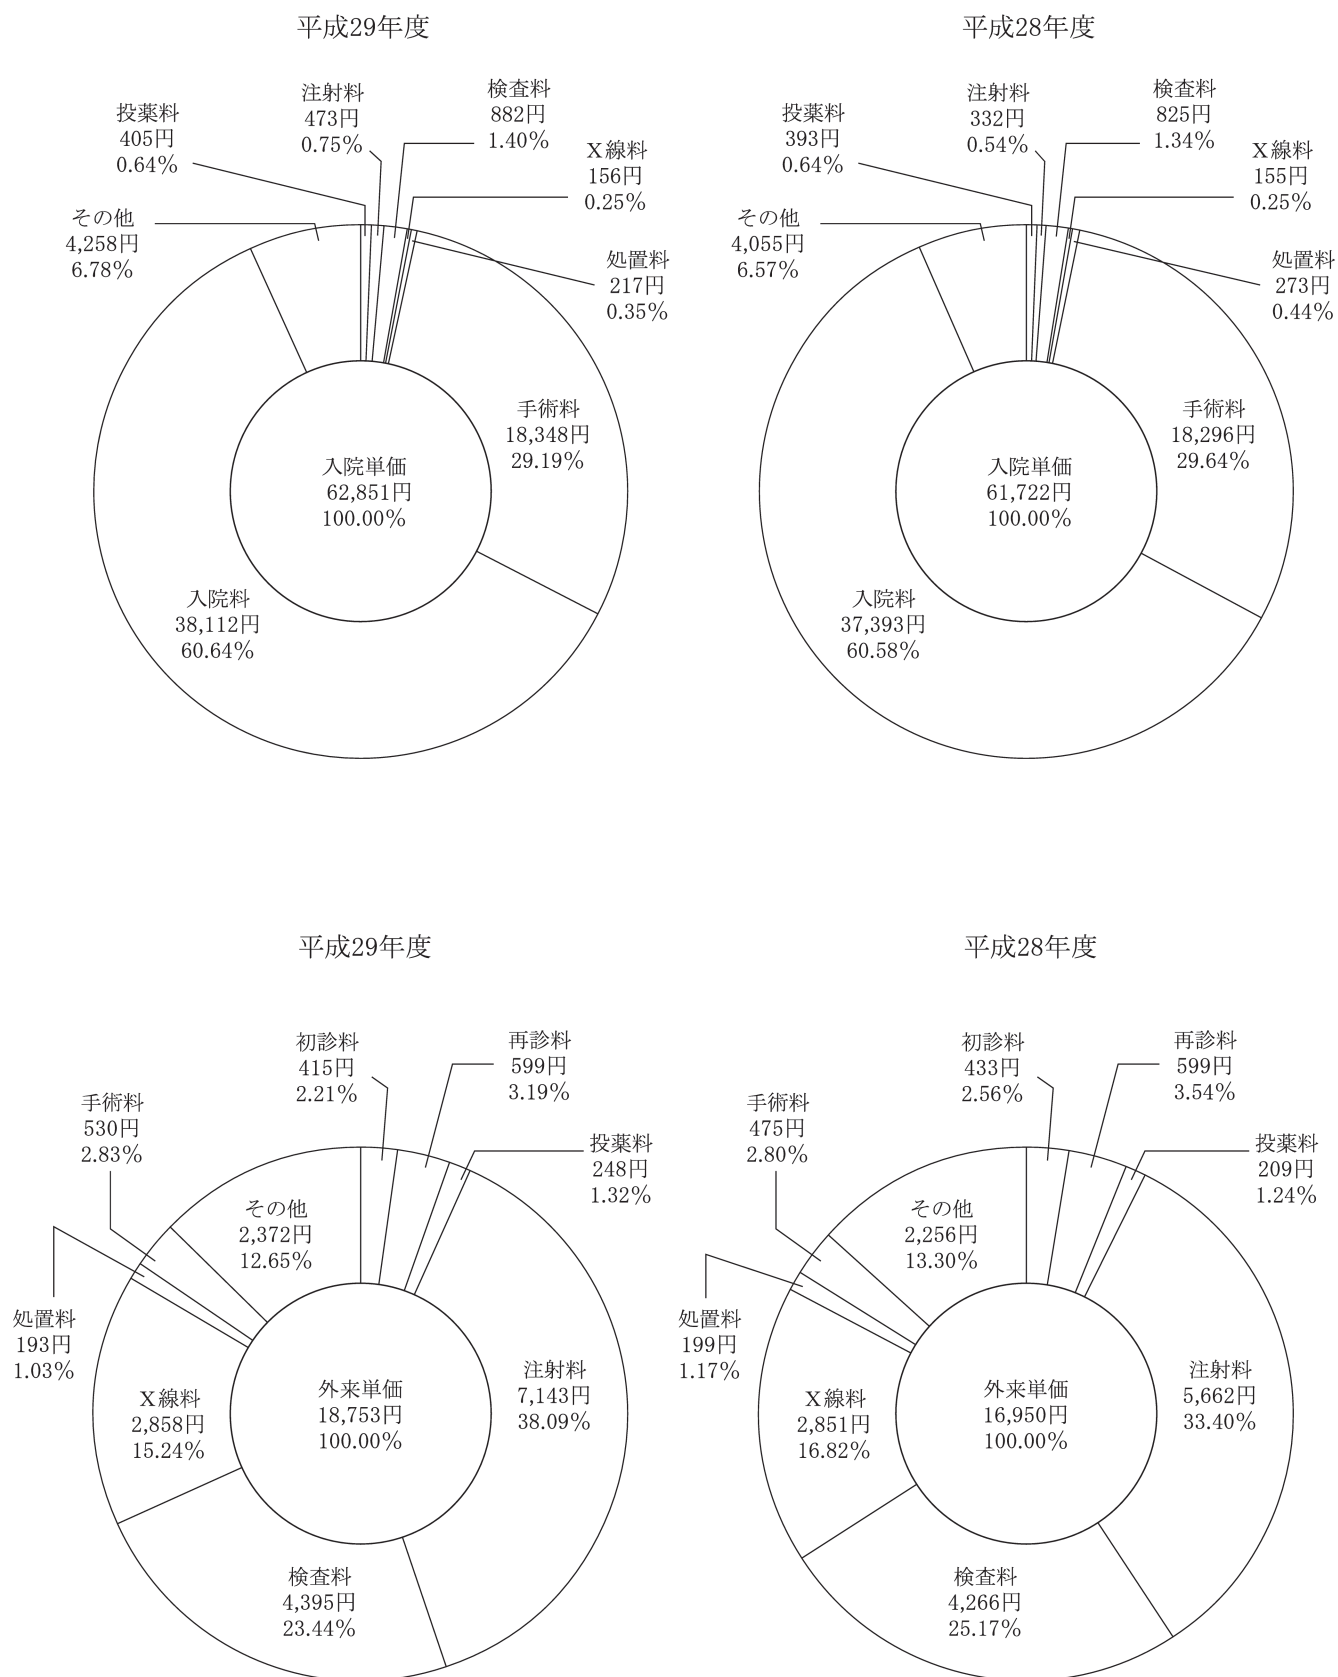 平成29年度
投薬料
405円
0.64%
注射料
473円
0.75%
検査料
882円
1.40%
X線料
156円
0.25%
その他
4,258円
6.78%
処置料
217円
0.35%
手術料
18,348円
29.19%
入院単価
62,851円
100.00%
入院料
38,112円
60.64%
平成28年度
投薬料
393円
0.64%
注射料
332円
0.54%
検査料
825円
1.34%
X線料
155円
0.25%
その他
4,055円
6.57%
処置料
273円
0.44%
手術料
18,296円
29.64%
入院単価
61,722円
100.00%
入院料
37,393円
60.58%
平成29年度
初診料
415円
2.21%
再診料
599円
3.19%
手術料
530円
2.83%
投薬料
248円
1.32%
その他
2,372円
12.65%
処置料
193円
1.03%
X線料
2,858円
15.24%
外来単価
18,753円
100.00%
注射料
7,143円
38.09%
検査料
4,395円
23.44%
平成28年度
初診料
433円
2.56%
再診料
599円
3.54%
手術料
475円
2.80%
投薬料
209円
1.24%
その他
2,256円
13.30%
処置料
199円
1.17%
X線料
2,851円
16.82%
外来単価
16,950円
100.00%
注射料
5,662円
33.40%
検査料
4,266円
25.17%